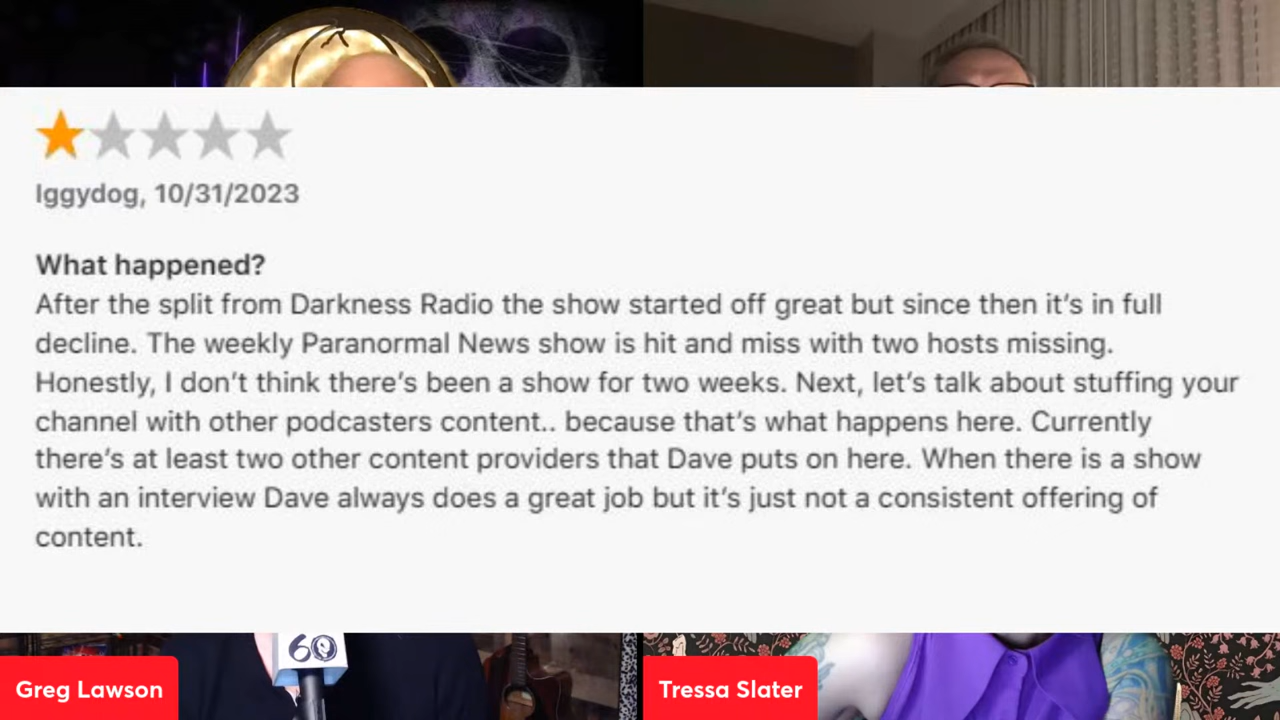 Iggydog, 10/31/2023
What happened?
After the split from Darkness Radio the show started off great but since then it's in full
decline. The weekly Paranormal News show is hit and miss with two hosts missing.
Honestly, I don't think there's been a show for two weeks. Next, let's talk about stuffing your
channel with other podcasters content.. because that's what happens here. Currently
there's at least two other content providers that Dave puts on here. When there is a show
with an interview Dave always does a great job but it's just not a consistent offering of
content.
60
Greg Lawson
Tressa Slater